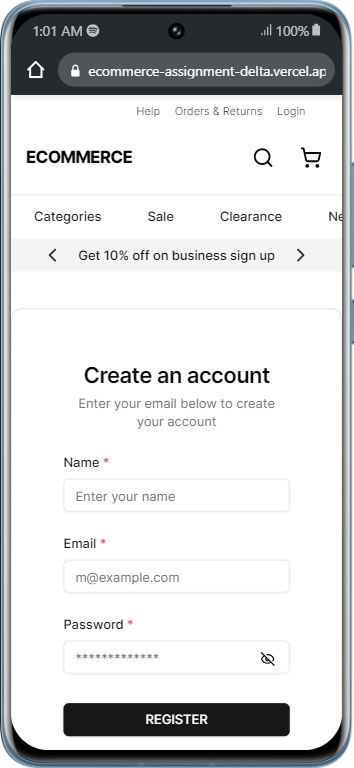 1:01 AM 100%
ecommerce-assignment-delta.vercel.ap
Help Orders & Returns Login
ECOMMERCE
Categories Sale Clearance Ne
Get 10% off on business sign up
Create an account
Enter your email below to create
your account
Name *
Enter your name
Email *
m@example.com
Password *
*************
REGISTER